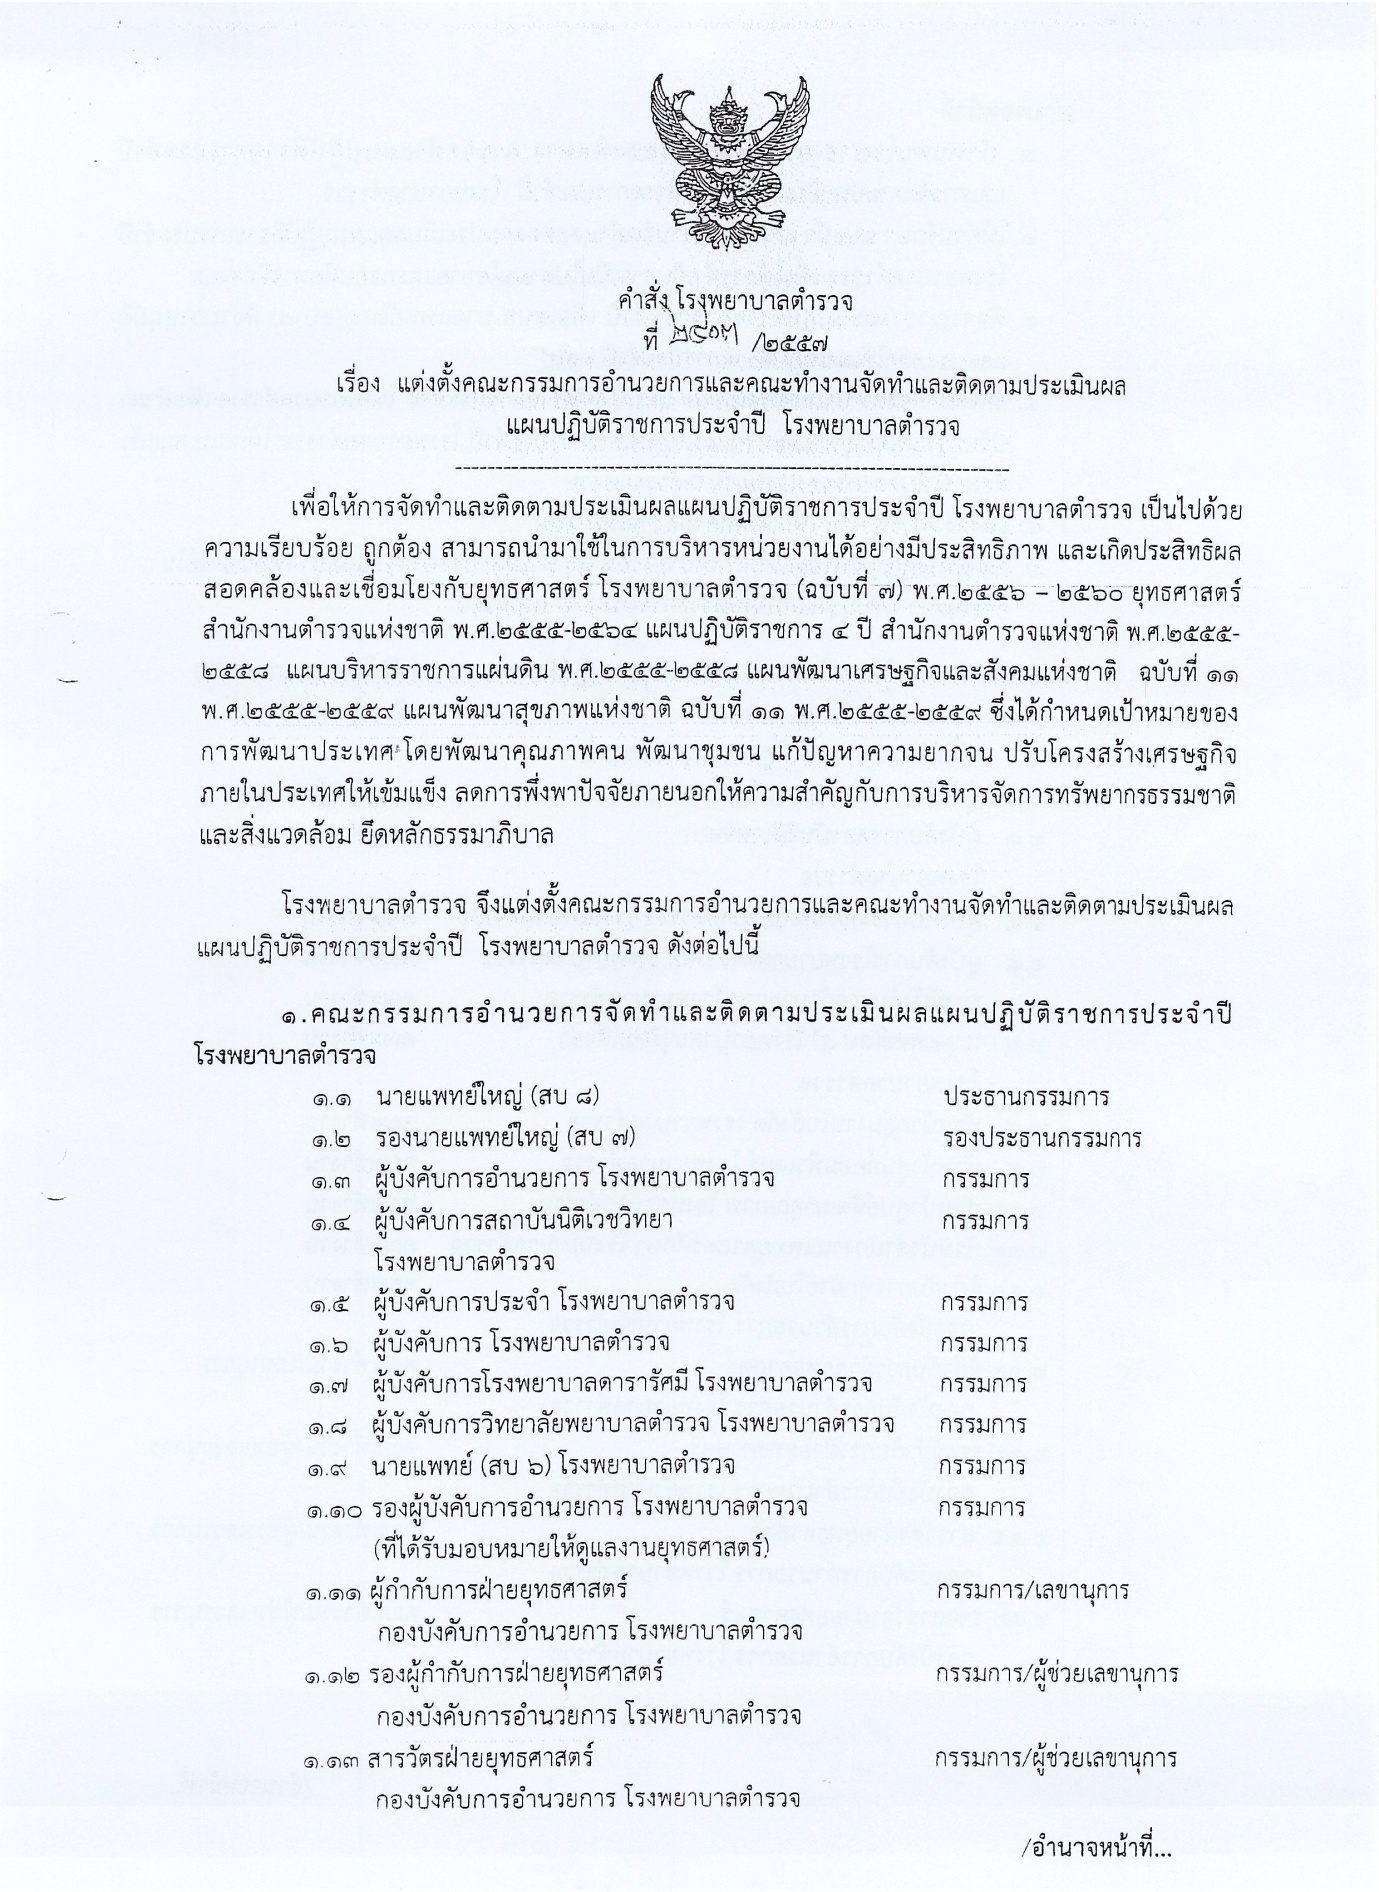 คำสั่ง โรงพยาบาลตำรวจ
ที่ /๒๕๕๗
เรื่อง แต่งตั้งคณะกรรมการอำนวยการและคณะทำงานจัดทำและติดตามประเมินผล
แผนปฏิบัติราชการประจำปี โรงพยาบาลตำรวจ
เพื่อให้การจัดทำและติดตามประเมินผลแผนปฏิบัติราชการประจำปี โรงพยาบาลตำรวจ เป็นไปด้วย
ความเรียบร้อย ถูกต้อง สามารถนำมาใช้ในการบริหารหน่วยงานได้อย่างมีประสิทธิภาพ และเกิดประสิทธิผล
สอดคล้องและเชื่อมโยงกับยุทธศาสตร์ โรงพยาบาลตำรวจ (ฉบับที่ ๗) พ.ศ.๒๕๕๖ – ๒๕๖๐ ยุทธศาสตร์
สำนักงานตำรวจแห่งชาติ พ.ศ.๒๕๕๕-๒๕๖๔ แผนปฏิบัติราชการ ๔ ปี สำนักงานตำรวจแห่งชาติ พ.ศ.๒๕๕๕-
๒๕๕๘ แผนบริหารราชการแผ่นดิน พ.ศ.๒๕๕๕-๒๕๕๘ แผนพัฒนาเศรษฐกิจและสังคมแห่งชาติ ฉบับที่ ๑๑
พ.ศ.๒๕๕๕-๒๕๕๙ แผนพัฒนาสุขภาพแห่งชาติ ฉบับที่ ๑๑ พ.ศ.๒๕๕๕-๒๕๕๙ ซึ่งได้กำหนดเป้าหมายของ
การพัฒนาประเทศ โดยพัฒนาคุณภาพคน พัฒนาชุมชน แก้ปัญหาความยากจน ปรับโครงสร้างเศรษฐกิจ
ภายในประเทศให้เข้มแข็ง ลดการพึ่งพาปัจจัยภายนอกให้ความสำคัญกับการบริหารจัดการทรัพยากรธรรมชาติ
และสิ่งแวดล้อม ยึดหลักธรรมาภิบาล
โรงพยาบาลตำรวจ จึงแต่งตั้งคณะกรรมการอำนวยการและคณะทำงานจัดทำและติดตามประเมินผล
แผนปฏิบัติราชการประจำปี โรงพยาบาลตำรวจ ดังต่อไปนี้
๑.คณะกรรมการอำนวยการจัดทำและติดตามประเมินผลแผนปฏิบัติราชการประจำปี
โรงพยาบาลตำรวจ
๑.๑ นายแพทย์ใหญ่ (สบ ๘) ประธานกรรมการ
๑.๒ รองนายแพทย์ใหญ่ (สบ ๗) รองประธานกรรมการ
๑.๓ ผู้บังคับการอำนวยการ โรงพยาบาลตำรวจ กรรมการ
๑.๔ ผู้บังคับการสถาบันนิติเวชวิทยา กรรมการ
โรงพยาบาลตำรวจ
๑.๕ ผู้บังคับการประจำ โรงพยาบาลตำรวจ กรรมการ
๑.๖ ผู้บังคับการ โรงพยาบาลตำรวจ กรรมการ
๑.๗ ผู้บังคับการโรงพยาบาลดารารัศมี โรงพยาบาลตำรวจ กรรมการ
๑.๘ ผู้บังคับการวิทยาลัยพยาบาลตำรวจ โรงพยาบาลตำรวจ กรรมการ
๑.๙ นายแพทย์ (สบ ๖) โรงพยาบาลตำรวจ กรรมการ
๑.๑๐ รองผู้บังคับการอำนวยการ โรงพยาบาลตำรวจ กรรมการ
(ที่ได้รับมอบหมายให้ดูแลงานยุทธศาสตร์)
๑.๑๑ ผู้กำกับการฝ่ายยุทธศาสตร์ กรรมการ/เลขานุการ
กองบังคับการอำนวยการ โรงพยาบาลตำรวจ
๑.๑๒ รองผู้กำกับการฝ่ายยุทธศาสตร์ กรรมการ/ผู้ช่วยเลขานุการ
กองบังคับการอำนวยการ โรงพยาบาลตำรวจ
๑.๑๓ สารวัตรฝ่ายยุทธศาสตร์ กรรมการ/ผู้ช่วยเลขานุการ
กองบังคับการอำนวยการ โรงพยาบาลตำรวจ
/อำนาจหน้าที่...